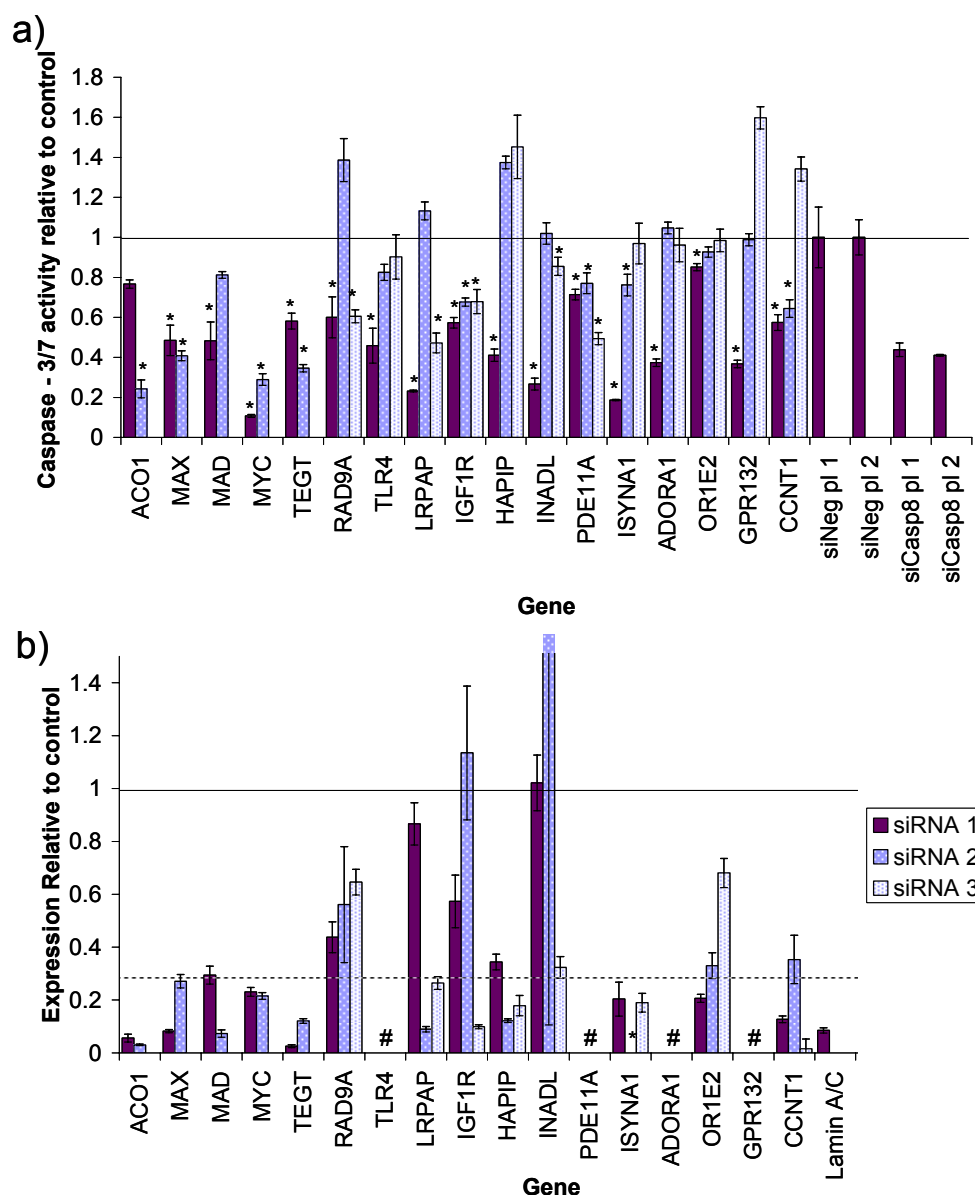 a)
Caspase - 3/7 activity relative to control
1.8
1.6
1.4
1.2
1
0.8
0.6
0.4
0.2
0
* * * * * * * * * * * * * * * * * * * * * * * * * * *
ACO1
MAX
MAD
MYC
TEGT
RAD9A
TLR4
LRPAP
IGF1R
HAPIP
INADL
PDE11A
ISYNA1
ADORA1
OR1E2
GPR132
CCNT1
siNeg pl 1
siNeg pl 2
siCasp8 pl 1
siCasp8 pl 2
Gene
b)
Expression Relative to control
1.4
1.2
1
0.8
0.6
0.4
0.2
0
# # * # #
siRNA 1
siRNA 2
siRNA 3
ACO1
MAX
MAD
MYC
TEGT
RAD9A
TLR4
LRPAP
IGF1R
HAPIP
INADL
PDE11A
ISYNA1
ADORA1
OR1E2
GPR132
CCNT1
Lamin A/C
Gene